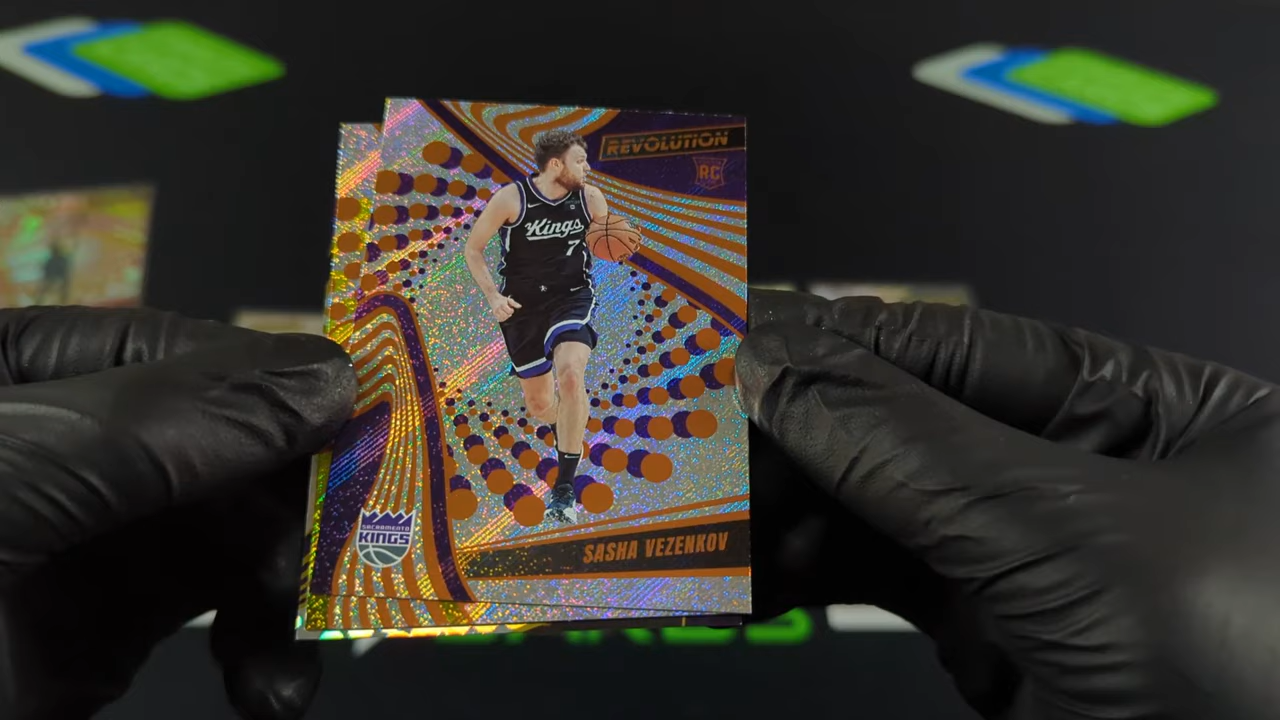 REVOLUTION
RC
Kings
7
SACRAMENTO
KINGS
SASHA VEZENKOV